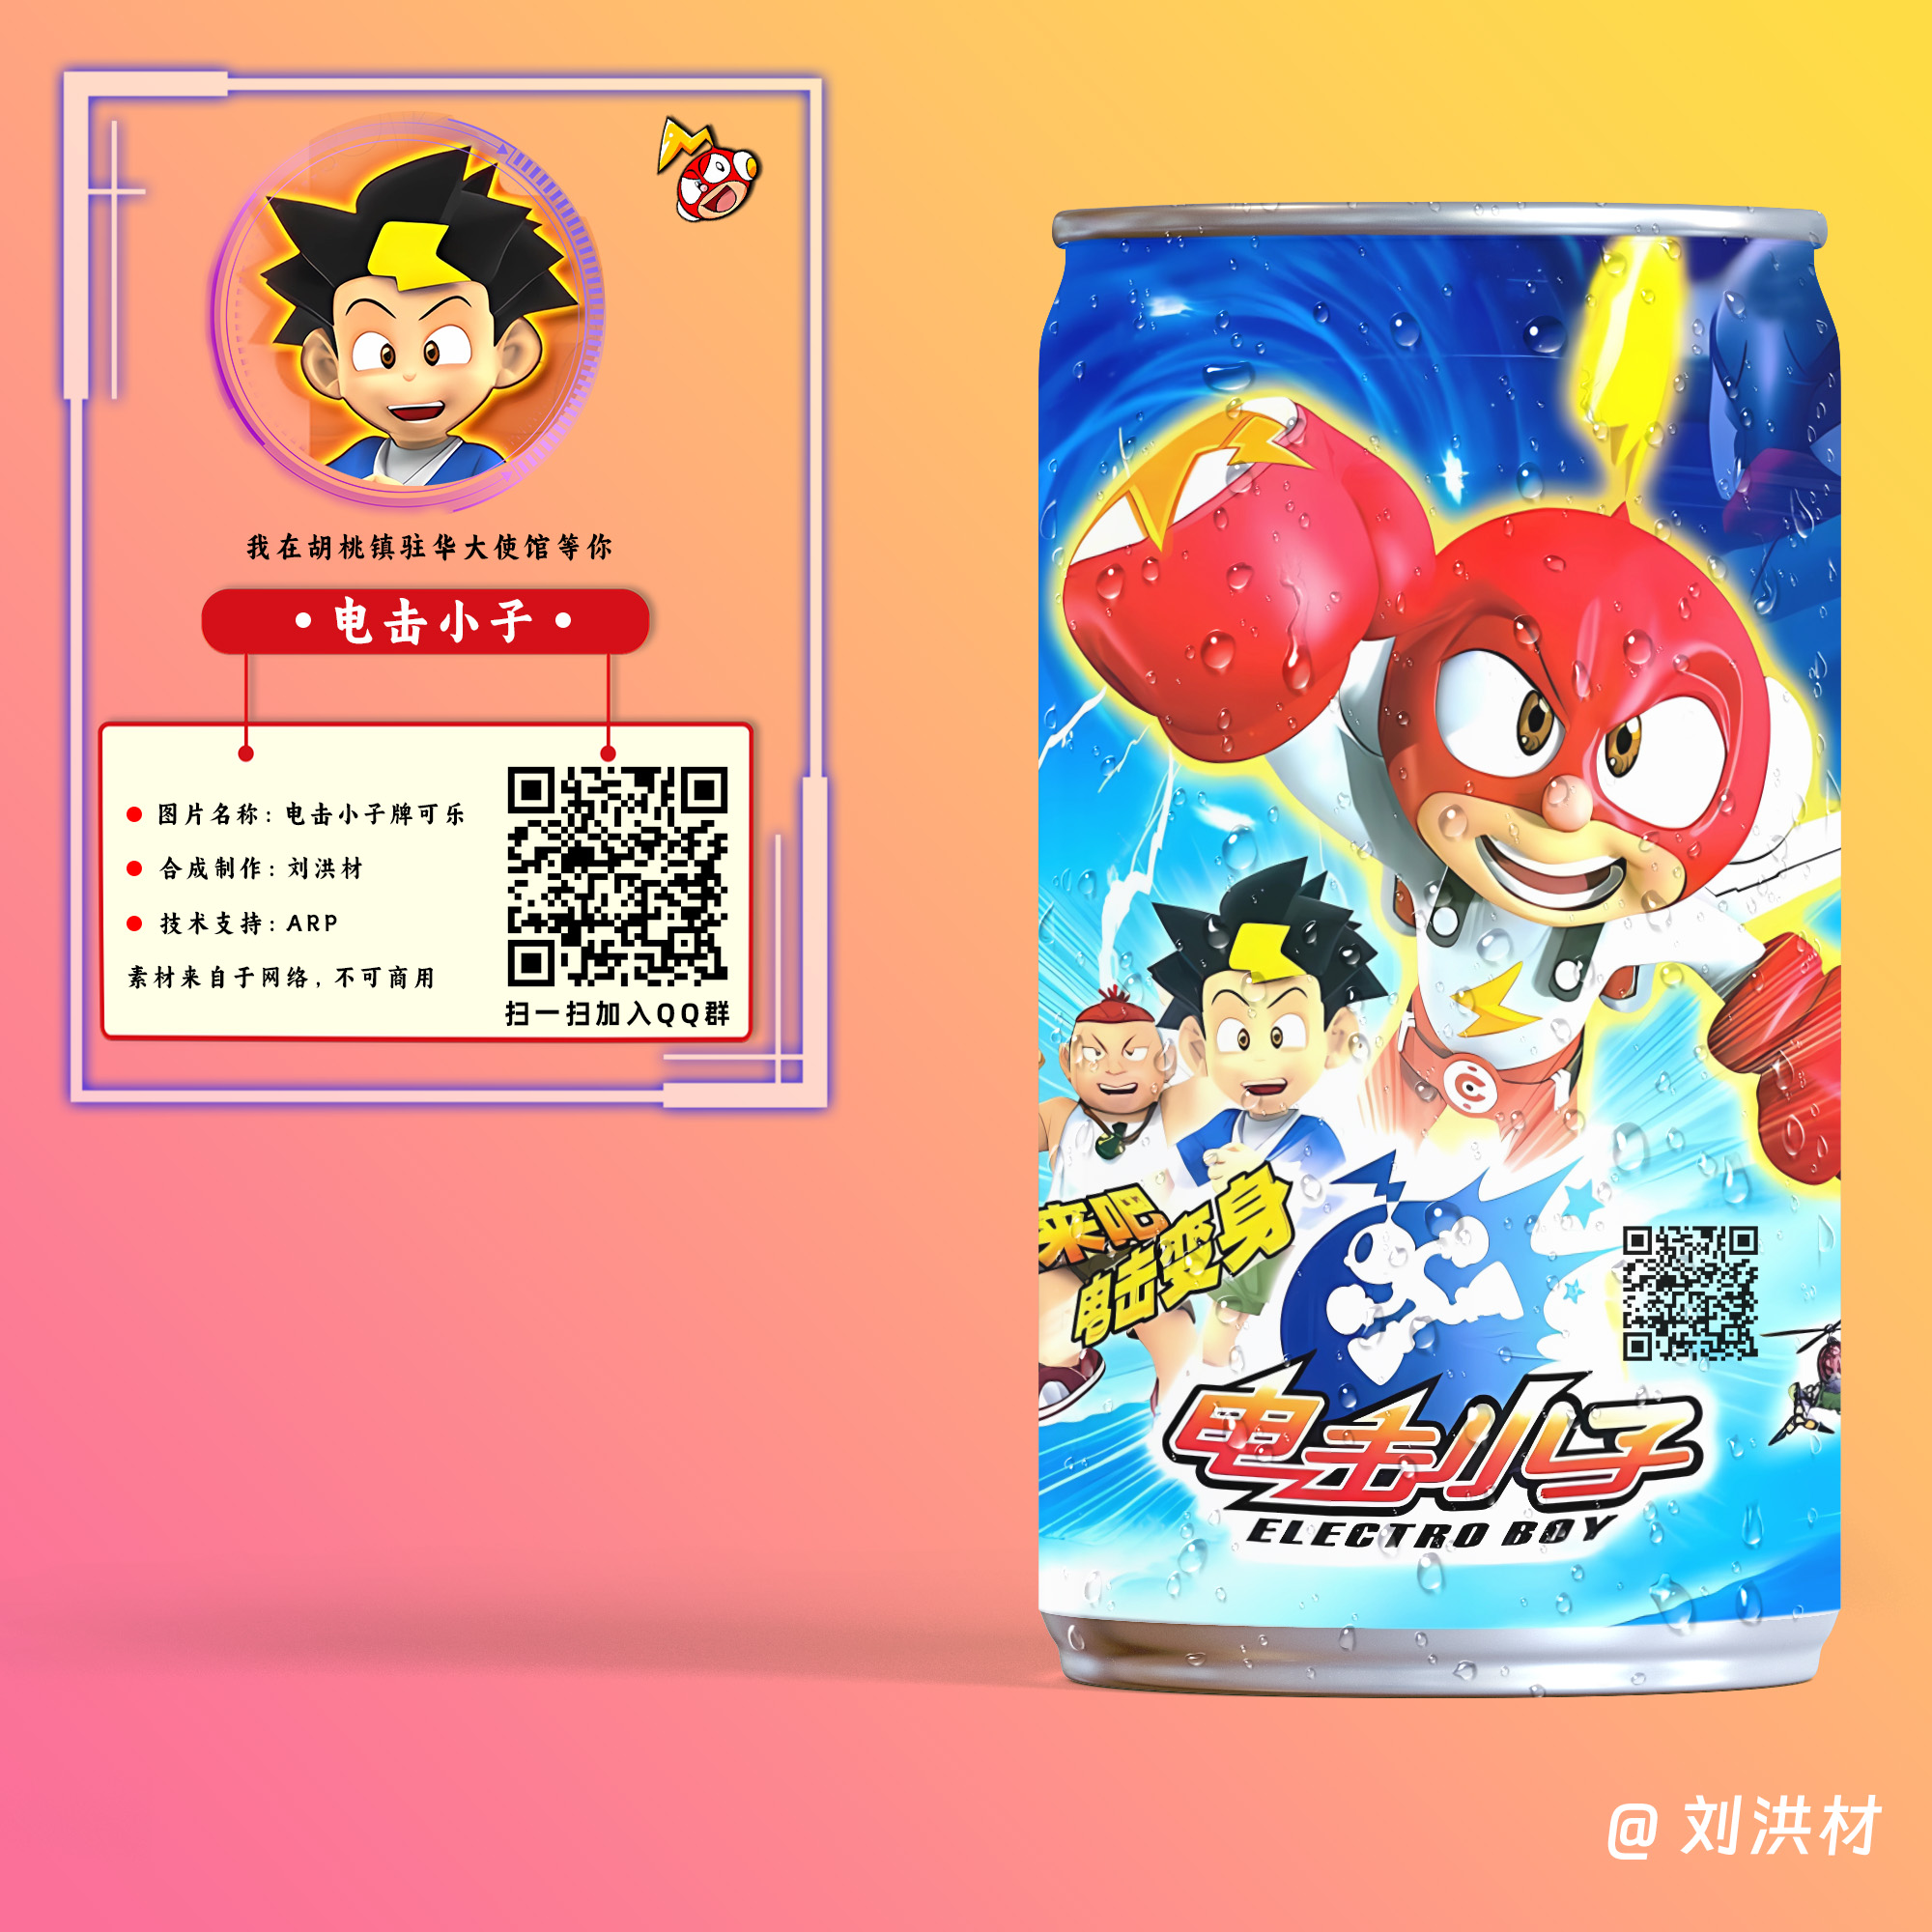 我在胡桃镇驻华大使馆等你
•电击小子•
图片名称：电击小子牌可乐
合成制作：刘洪材
技术支持：ARP
素材来自于网络，不可商用
扫一扫加入QQ群
来吧
电击变身
电击小子
ELECTRO BOY
@刘洪材